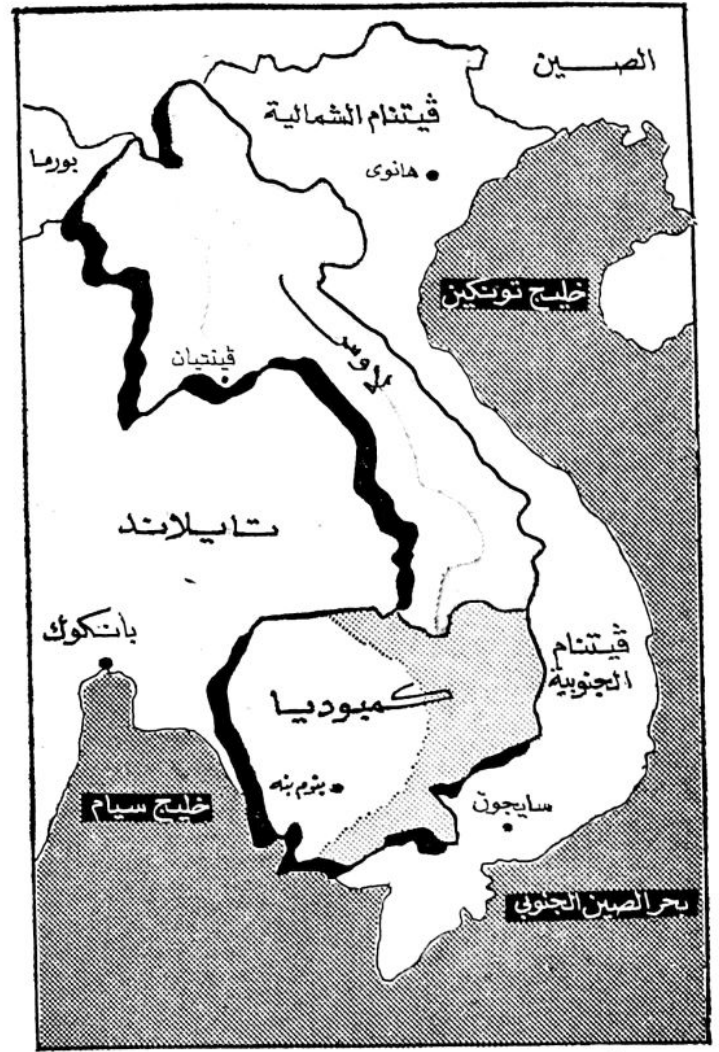 الصين
ڤيتنام الشمالية
بورما
هانوى
خليج تونكين
ڤينتيان
لاوس
تايلاند
بانكوك
ڤيتنام
الجنوبية
كمبوديا
بنوم بنه
خليج سيام
سايجون
بحر الصين الجنوبي